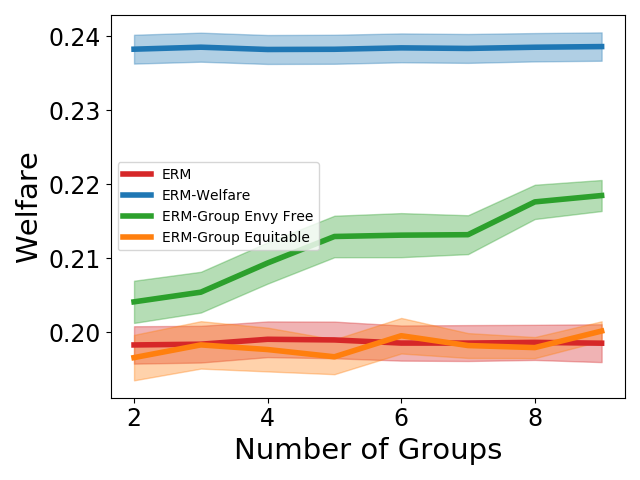 0.24
0.23
0.22
0.21
0.20
Welfare
ERM
ERM-Welfare
ERM-Group Envy Free
ERM-Group Equitable
2 4 6 8
Number of Groups